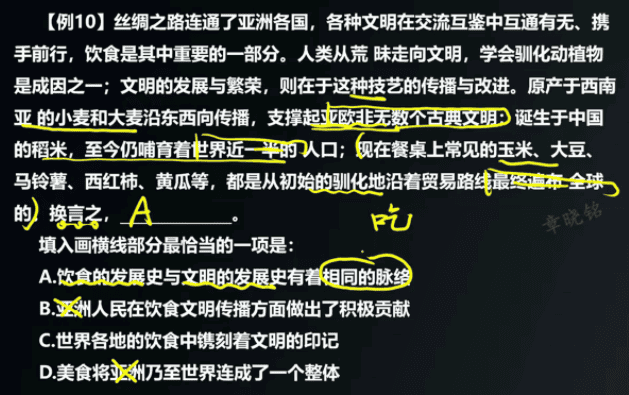 【例10】丝绸之路连通了亚洲各国，各种文明在交流互鉴中互通有无、携
手前行，饮食是其中重要的一部分。人类从荒 昧走向文明，学会驯化动植物
是成因之一；文明的发展与繁荣，则在于这种技艺的传播与改进。原产于西南
亚 的小麦和大麦沿东西向传播，支撑起亚欧非无数个古典文明；诞生于中国
的稻米，至今仍哺育着世界近一半的 人口；现在餐桌上常见的玉米、大豆、
马铃薯、西红柿、黄瓜等，都是从初始的驯化地沿着贸易路线最终遍布 全球
的。换言之，____A____。
吃
章晓铭
填入画横线部分最恰当的一项是：
A.饮食的发展史与文明的发展史有着相同的脉络
B.亚洲人民在饮食文明传播方面做出了积极贡献
C.世界各地的饮食中镌刻着文明的印记
D.美食将亚洲乃至世界连成了一个整体